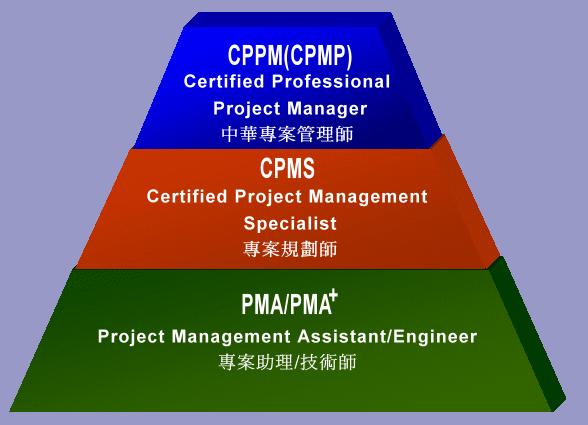 CPPM(CPMP)
Certified Professional
Project Manager
中華專案管理師
CPMS
Certified Project Management
Specialist
專案規劃師
PMA/PMA+
Project Management Assistant/Engineer
專案助理/技術師